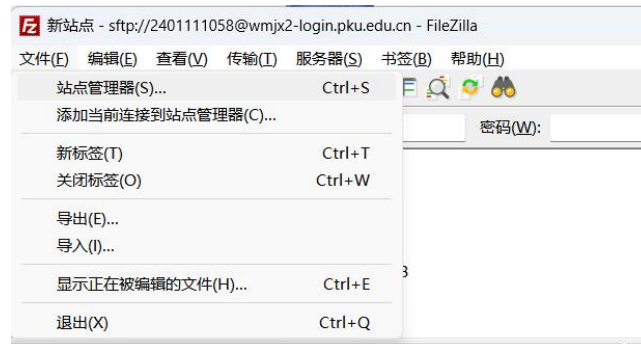 新站点 - sftp://2401111058@wmjx2-login.pku.edu.cn - FileZilla
文件(F) 编辑(E) 查看(V) 传输(T) 服务器(S) 书签(B) 帮助(H)
站点管理器(S)... Ctrl+S
添加当前连接到站点管理器(C)...
密码(W):
新标签(T) Ctrl+T
关闭标签(O) Ctrl+W
导出(E)...
导入(I)...
显示正在被编辑的文件(H)... Ctrl+E
退出(X) Ctrl+Q